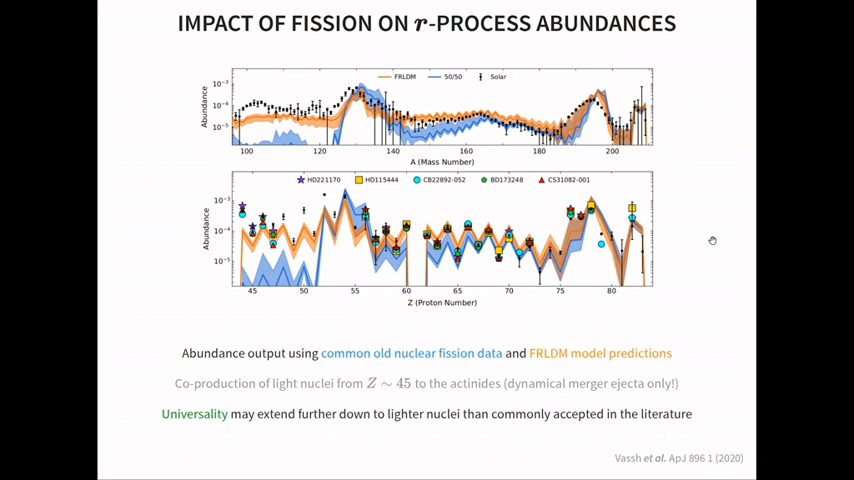 IMPACT OF FISSION ON r-PROCESS ABUNDANCES
FRLDM 50/50 Solar
Abundance
10⁻³
10⁻⁴
10⁻⁵
100 120 140 160 180 200
A (Mass Number)
HD221170 HD115444 CB22892-052 BD173248 CS31082-001
Abundance
10⁻³
10⁻⁴
10⁻⁵
45 50 55 60 65 70 75 80
Z (Proton Number)
Abundance output using common old nuclear fission data and FRLDM model predictions
Co-production of light nuclei from Z ∼ 45 to the actinides (dynamical merger ejecta only!)
Universality may extend further down to lighter nuclei than commonly accepted in the literature
Vassh et al. ApJ 896 1 (2020)